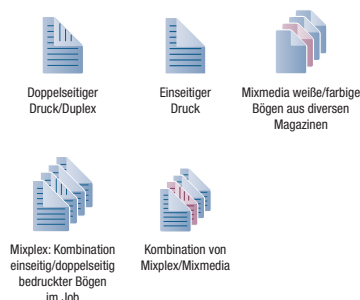 Doppelseitiger
Druck/Duplex
Einseitiger
Druck
Mixmedia weiße/farbige
Bögen aus diversen
Magazinen
Mixplex: Kombination
einseitig/doppelseitig
bedruckter Bögen
im Job
Kombination von
Mixplex/Mixmedia